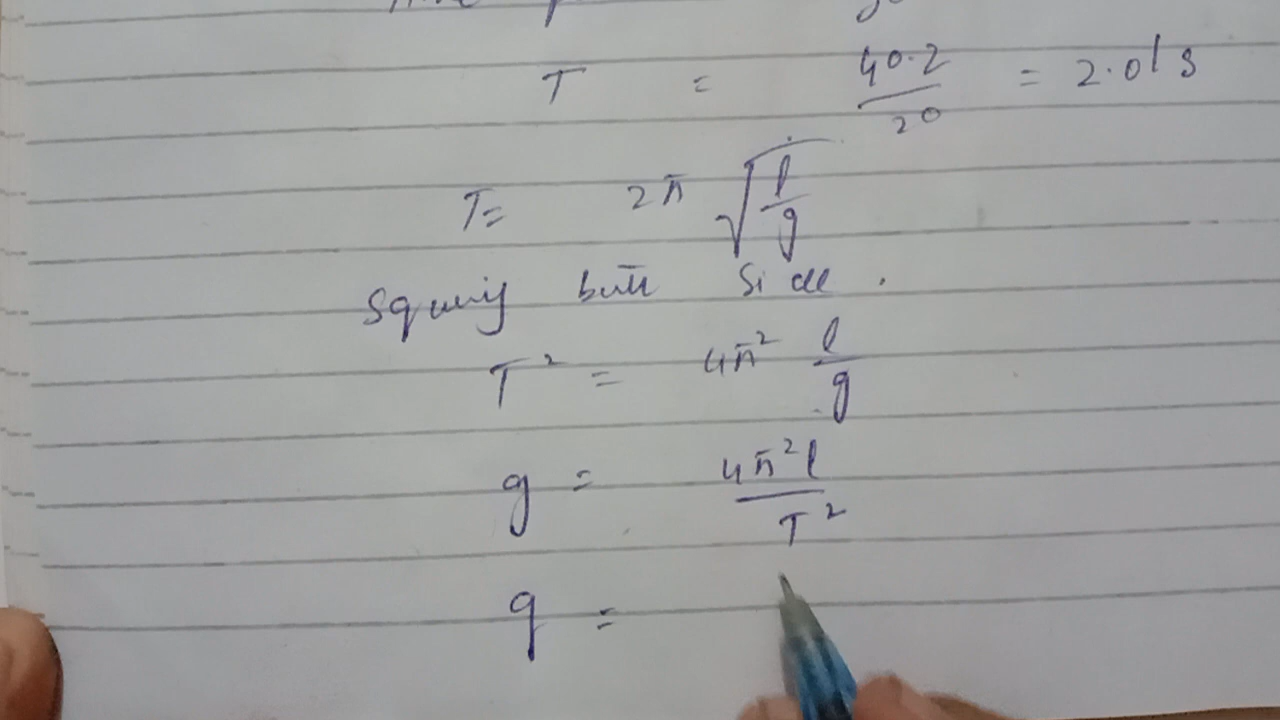 T = 40.2/20 = 2.01 s
T = 2π √(l/g)
Squaring both side.
T² = 4π² l/g
g = 4π²l/T²
g =